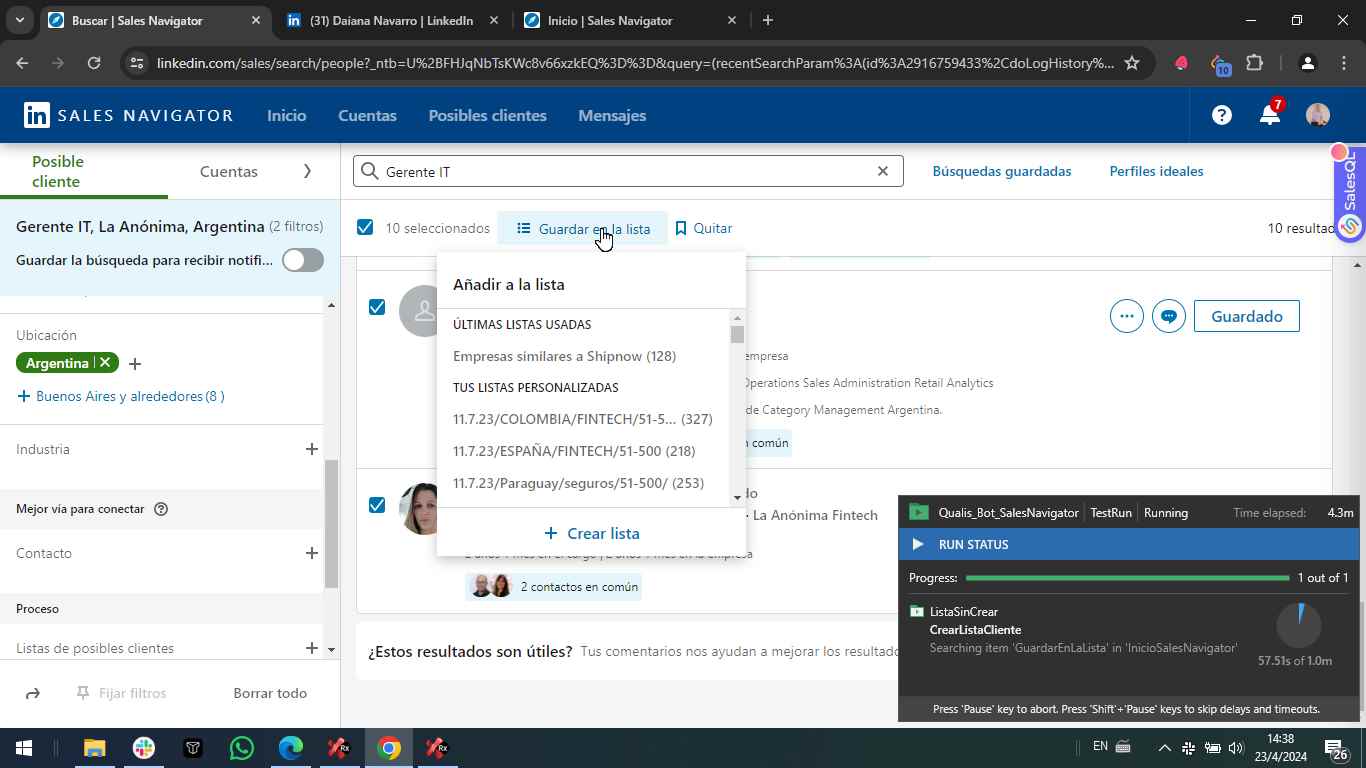 Buscar | Sales Navigator
(31) Daiana Navarro | LinkedIn
Inicio | Sales Navigator
linkedin.com/sales/search/people?_ntb=U%2BFHJqNbTsKWc8v66xzkEQ%3D%3D&query=(recentSearchParam%3A(id%3A2916759433%2CdoLogHistory%...
10
in SALES NAVIGATOR
Inicio
Cuentas
Posibles clientes
Mensajes
7
Posible cliente
Cuentas
Gerente IT
Búsquedas guardadas
Perfiles ideales
SalesQL
Gerente IT, La Anónima, Argentina (2 filtros)
Guardar la búsqueda para recibir notifi...
10 seleccionados
Guardar en la lista
Quitar
Ubicación
Argentina
Buenos Aires y alrededores (8 )
Industria
Mejor vía para conectar
Contacto
Proceso
Listas de posibles clientes
Fijar filtros
Borrar todo
Añadir a la lista
ÚLTIMAS LISTAS USADAS
Empresas similares a Shipnow (128)
TUS LISTAS PERSONALIZADAS
11.7.23/COLOMBIA/FINTECH/51-5... (327)
11.7.23/ESPAÑA/FINTECH/51-500 (218)
11.7.23/Paraguay/seguros/51-500/ (253)
Crear lista
Guardado
Operations Sales Administration Retail Analytics
de Category Management Argentina.
común
La Anónima Fintech
2 contactos en común
¿Estos resultados son útiles? Tus comentarios nos ayudan a mejorar los
Qualis_Bot_SalesNavigator TestRun Running Time elapsed: 4.3m
RUN STATUS
Progress: 1 out of 1
ListaSinCrear
CrearListaCliente
Searching item 'GuardarEnLaLista' in 'InicioSalesNavigator'
57.51s of 1.0m
Press 'Pause' key to abort. Press 'Shift'+'Pause' keys to skip delays and timeouts.
EN
14:38
23/4/2024
26